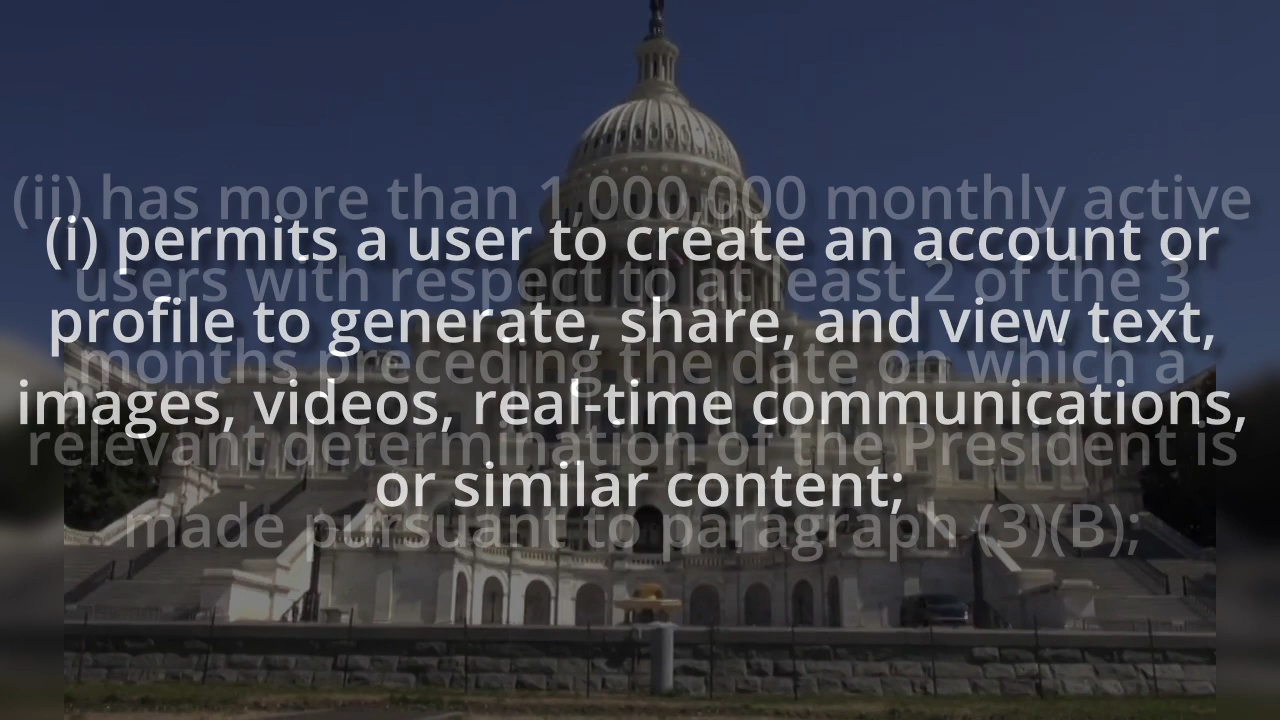 (ii) has more than 1,000,000 monthly active
(i) permits a user to create an account or
users with respect to at least 2 of the 3
profile to generate, share, and view text,
months preceding the date on which a
images, videos, real-time communications,
relevant determination of the President is
or similar content;
made pursuant to paragraph (3)(B);